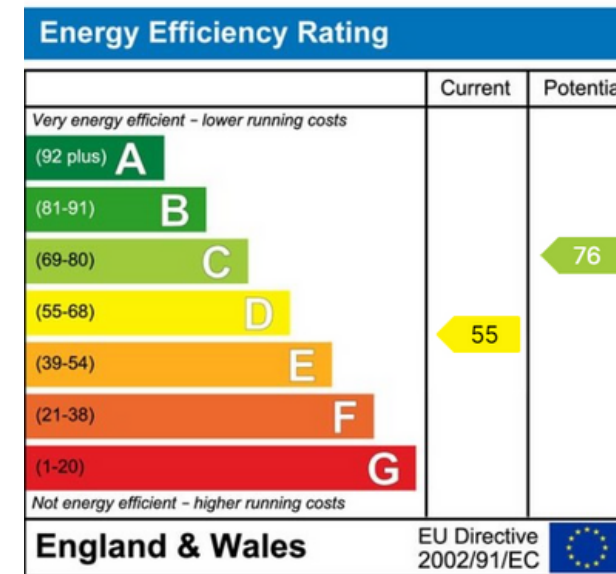 Energy Efficiency Rating
Current Potentia
Very energy efficient – lower running costs
(92 plus) A
(81-91) B
(69-80) C 76
(55-68) D
55
(39-54) E
(21-38) F
(1-20) G
Not energy efficient – higher running costs
England & Wales EU Directive
2002/91/EC